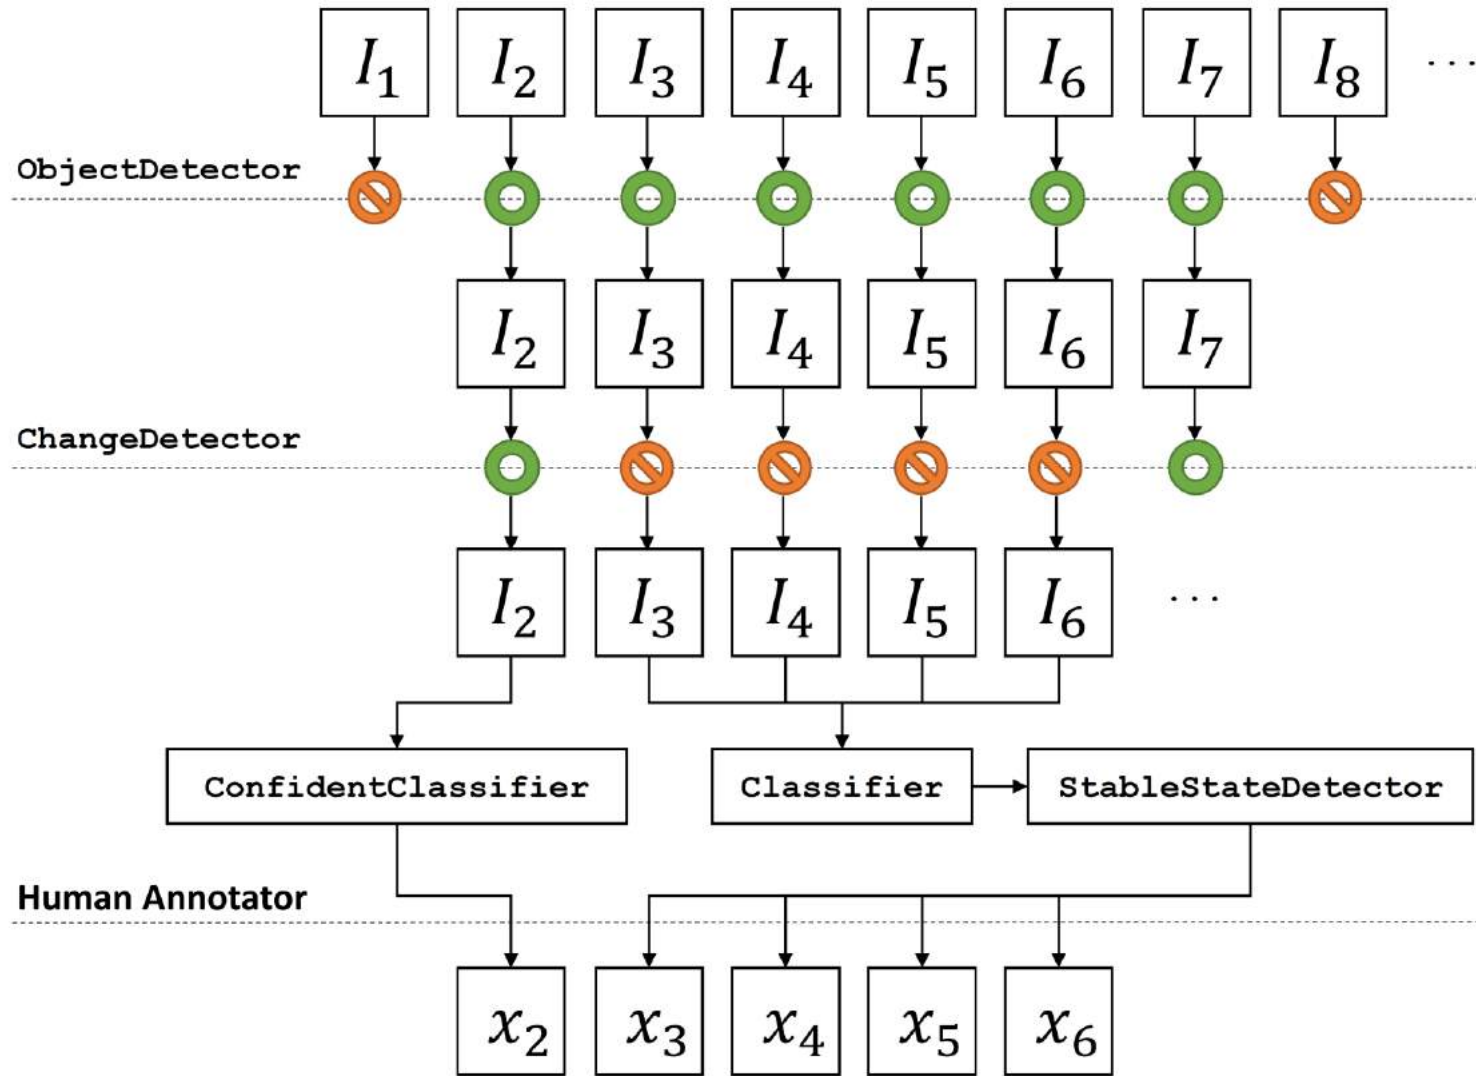 I1 I2 I3 I4 I5 I6 I7 I8 ...
ObjectDetector
I2 I3 I4 I5 I6 I7
ChangeDetector
I2 I3 I4 I5 I6 ...
ConfidentClassifier Classifier StableStateDetector
Human Annotator
x2 x3 x4 x5 x6